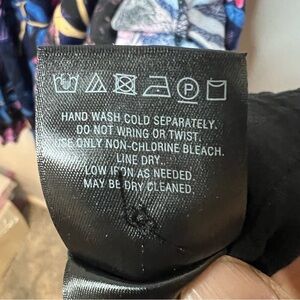 P
HAND WASH COLD SEPARATELY.
DO NOT WRING OR TWIST.
USE ONLY NON-CHLORINE BLEACH.
LINE DRY.
LOW IRON AS NEEDED.
MAY BE DRY CLEANED.